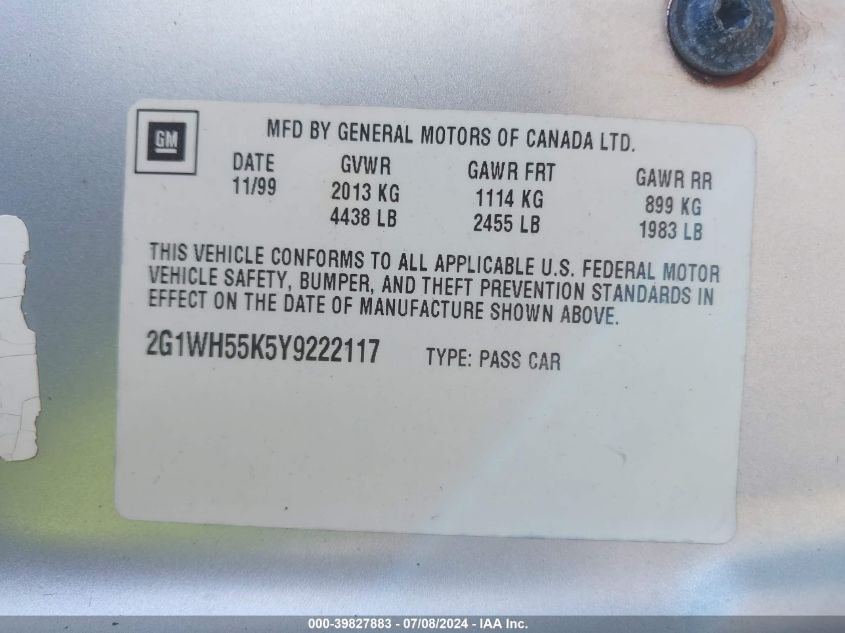 GM
MFD BY GENERAL MOTORS OF CANADA LTD.
DATE GVWR GAWR FRT GAWR RR
11/99 2013 KG 1114 KG 899 KG
4438 LB 2455 LB 1983 LB
THIS VEHICLE CONFORMS TO ALL APPLICABLE U.S. FEDERAL MOTOR
VEHICLE SAFETY, BUMPER, AND THEFT PREVENTION STANDARDS IN
EFFECT ON THE DATE OF MANUFACTURE SHOWN ABOVE.
2G1WH55K5Y9222117 TYPE: PASS CAR
000-39827883 - 07/08/2024 - IAA Inc.